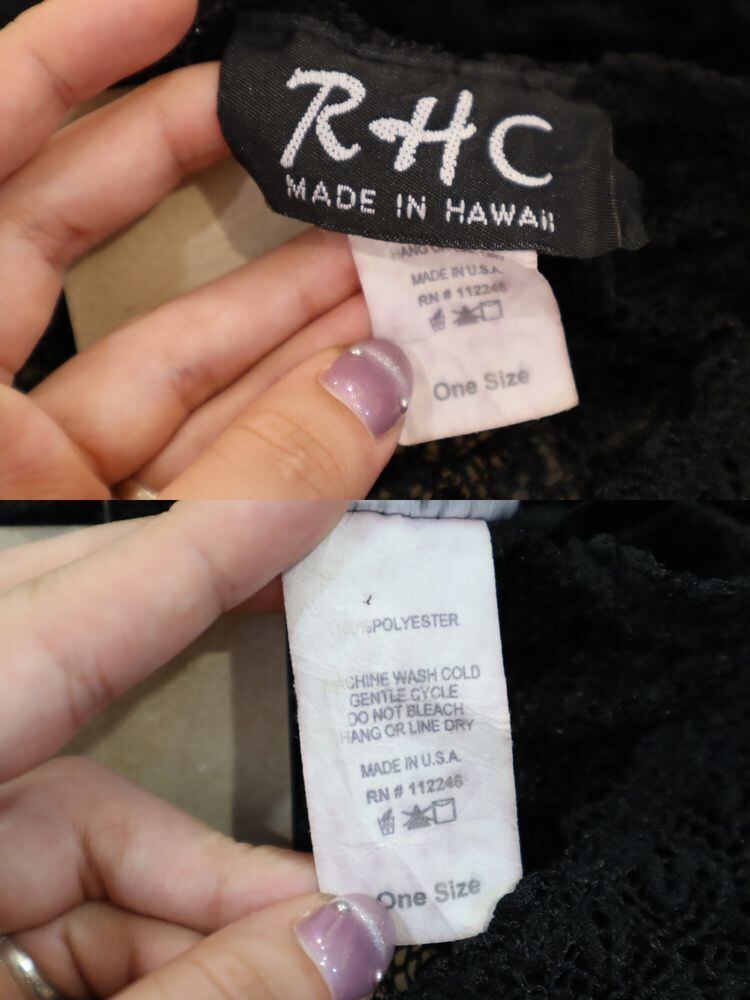 RHC
MADE IN HAWAII
MADE IN U.S.A.
RN # 112246
One Size
100% POLYESTER
MACHINE WASH COLD
GENTLE CYCLE
DO NOT BLEACH
HANG OR LINE DRY
MADE IN U.S.A.
RN # 112246
One Size